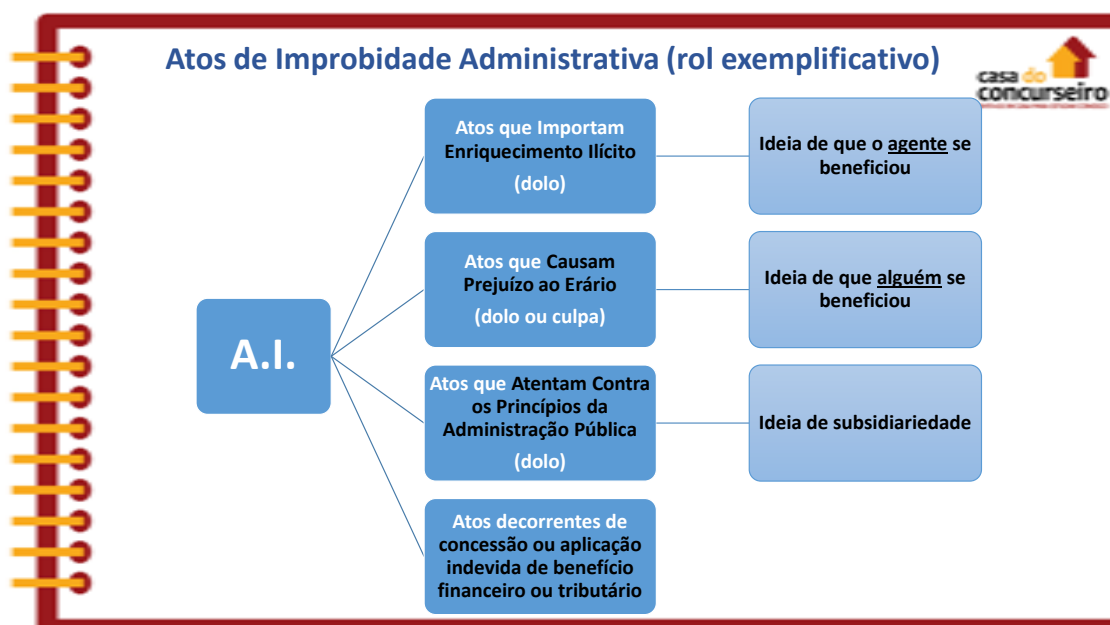 Atos de Improbidade Administrativa (rol exemplificativo)
casa do
concurseiro
Atos que Importam
Enriquecimento Ilícito
(dolo)
Ideia de que o agente se
beneficiou
Atos que Causam
Prejuízo ao Erário
(dolo ou culpa)
Ideia de que alguém se
beneficiou
A.I.
Atos que Atentam Contra
os Princípios da
Administração Pública
(dolo)
Ideia de subsidiariedade
Atos decorrentes de
concessão ou aplicação
indevida de benefício
financeiro ou tributário